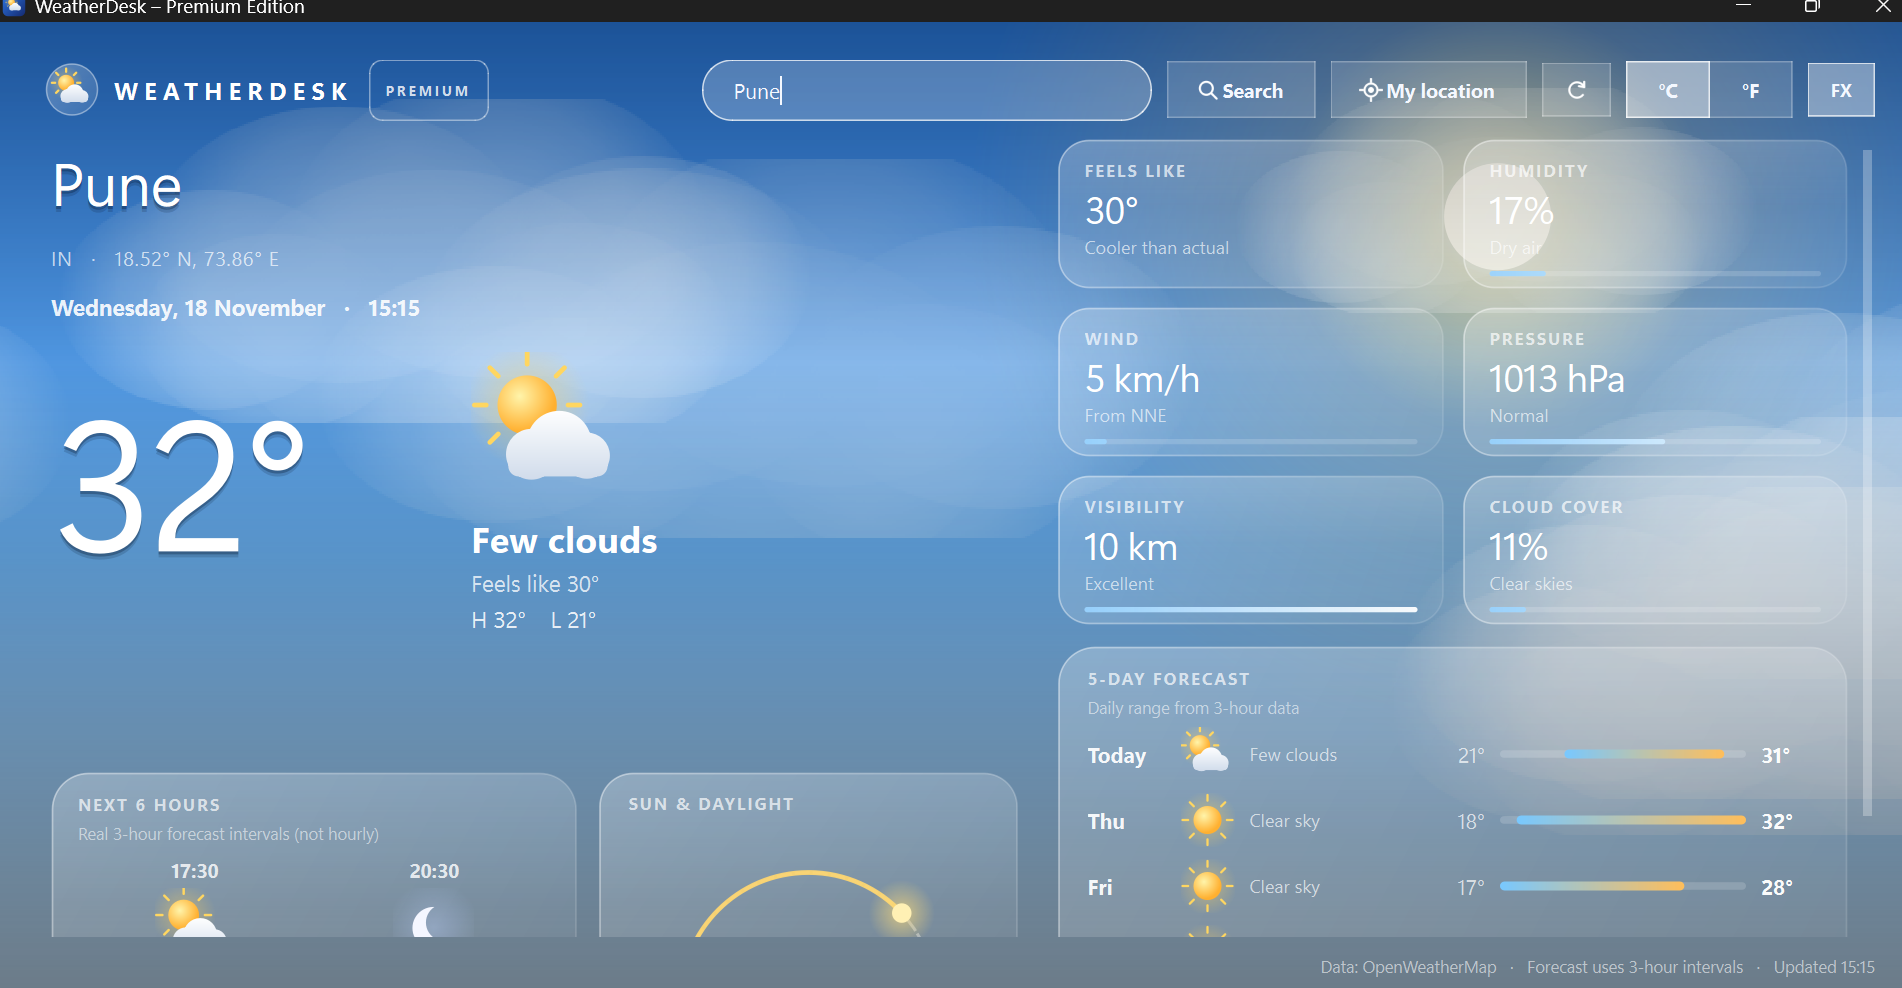 WeatherDesk – Premium Edition
WEATHERDESK
PREMIUM
Pune
Search
My location
°C
°F
FX
Pune
IN · 18.52° N, 73.86° E
Wednesday, 18 November · 15:15
32°
Few clouds
Feels like 30°
H 32° L 21°
FEELS LIKE
30°
Cooler than actual
HUMIDITY
17%
Dry air
WIND
5 km/h
From NNE
PRESSURE
1013 hPa
Normal
VISIBILITY
10 km
Excellent
CLOUD COVER
11%
Clear skies
5-DAY FORECAST
Daily range from 3-hour data
Today Few clouds 21° 31°
Thu Clear sky 18° 32°
Fri Clear sky 17° 28°
NEXT 6 HOURS
Real 3-hour forecast intervals (not hourly)
17:30 20:30
SUN & DAYLIGHT
Data: OpenWeatherMap · Forecast uses 3-hour intervals · Updated 15:15